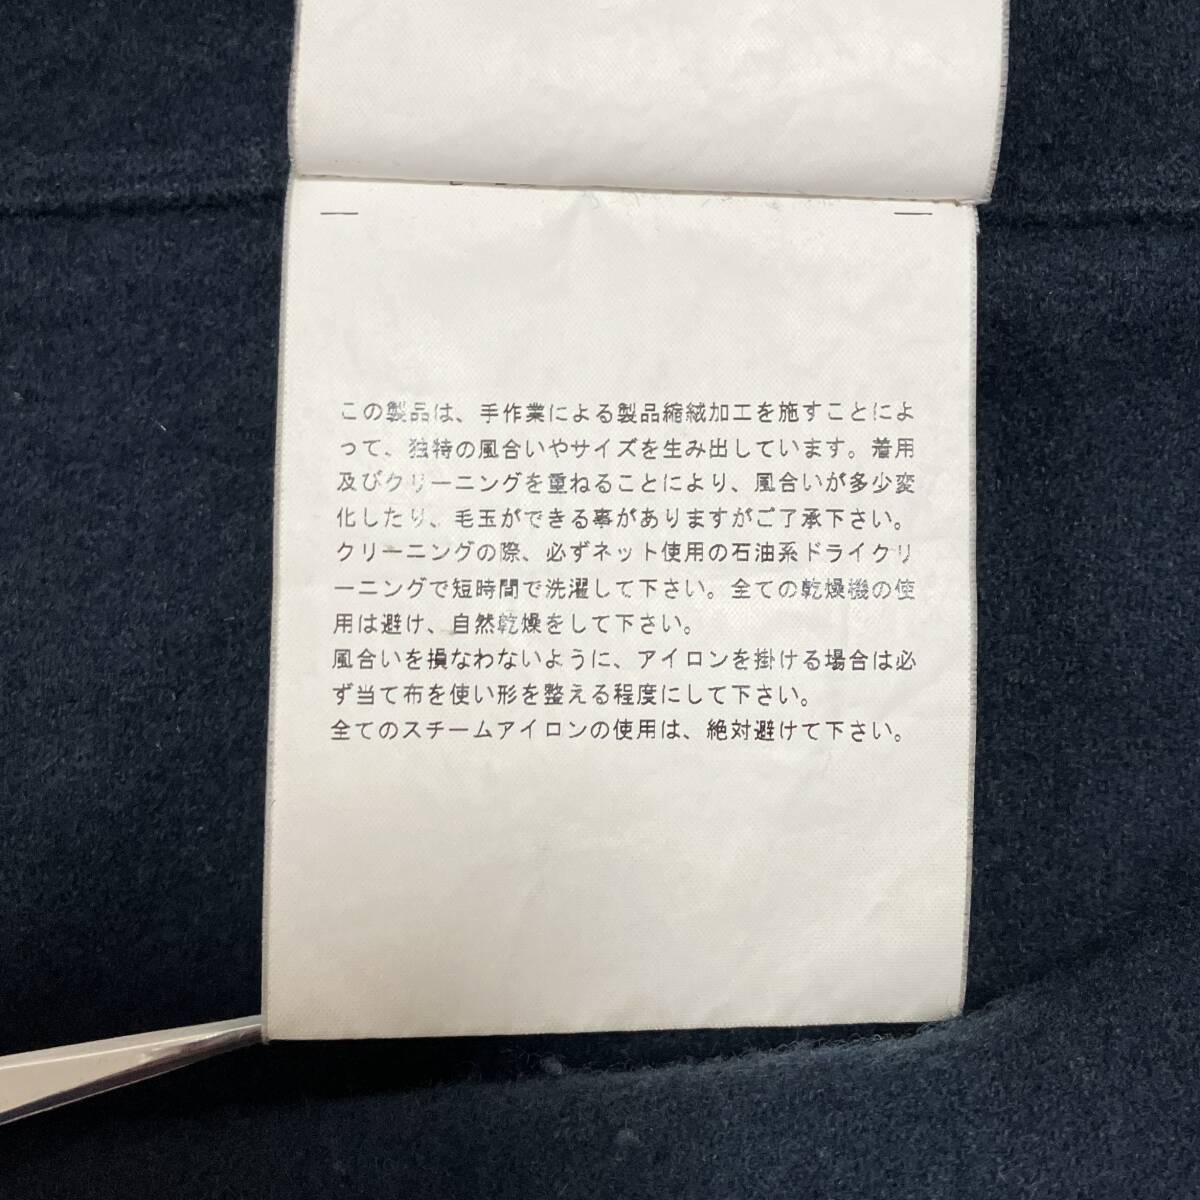 この製品は、手作業による製品縮絨加工を施すことによ
って、独特の風合いやサイズを生み出しています。着用
及びクリーニングを重ねることにより、風合いが多少変
化したり、毛玉ができる事がありますがご了承下さい。
クリーニングの際、必ずネット使用の石油系ドライクリ
ーニングで短時間で洗濯して下さい。全ての乾燥機の使
用は避け、自然乾燥をして下さい。
風合いを損なわないように、アイロンを掛ける場合は必
ず当て布を使い形を整える程度にして下さい。
全てのスチームアイロンの使用は、絶対避けて下さい。